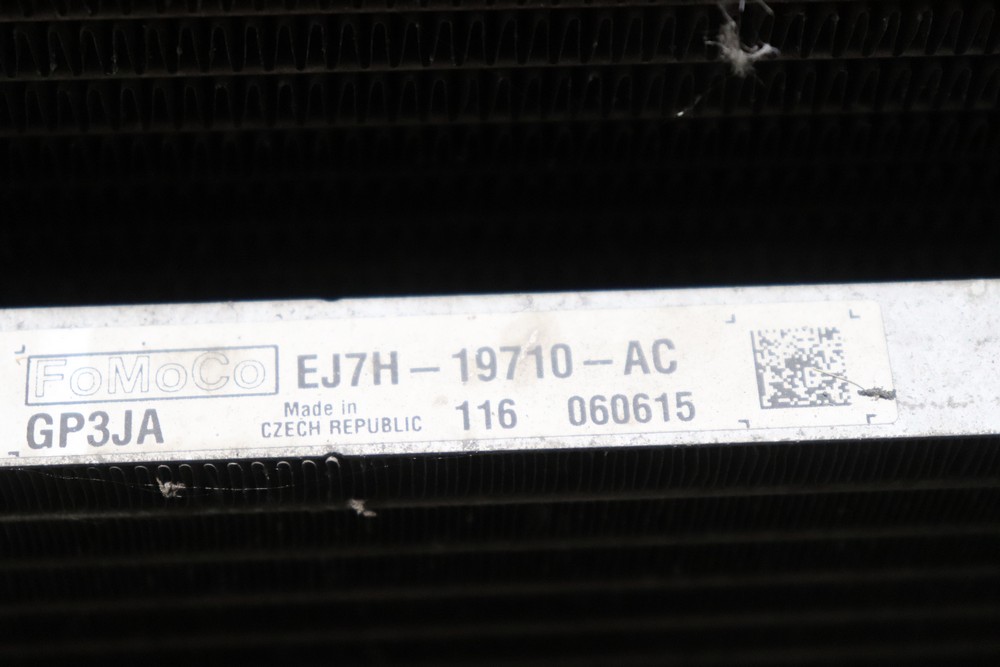 FoMoCo EJ7H-19710-AC
GP3JA Made in CZECH REPUBLIC 116 060615